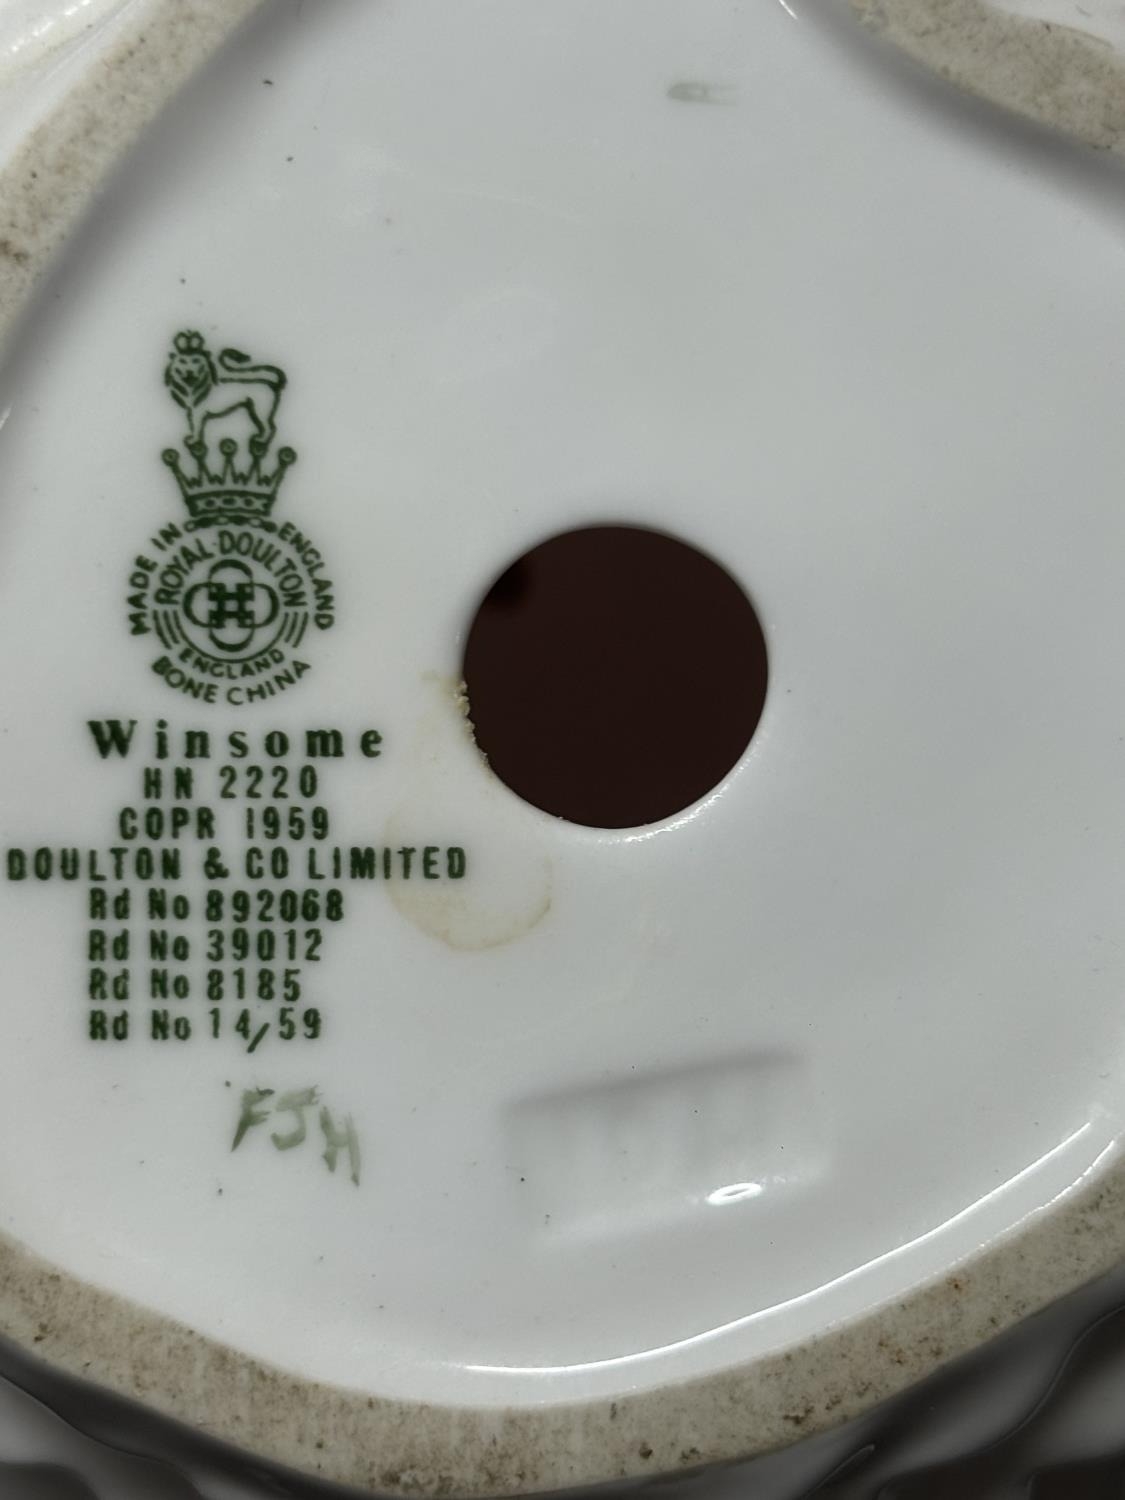 MADE IN ENGLAND
ROYAL·DOULTON
ENGLAND
BONE CHINA
Winsome
HN 2220
COPR 1959
DOULTON & CO LIMITED
Rd No 892068
Rd No 39012
Rd No 8185
Rd No 14/59
FJH